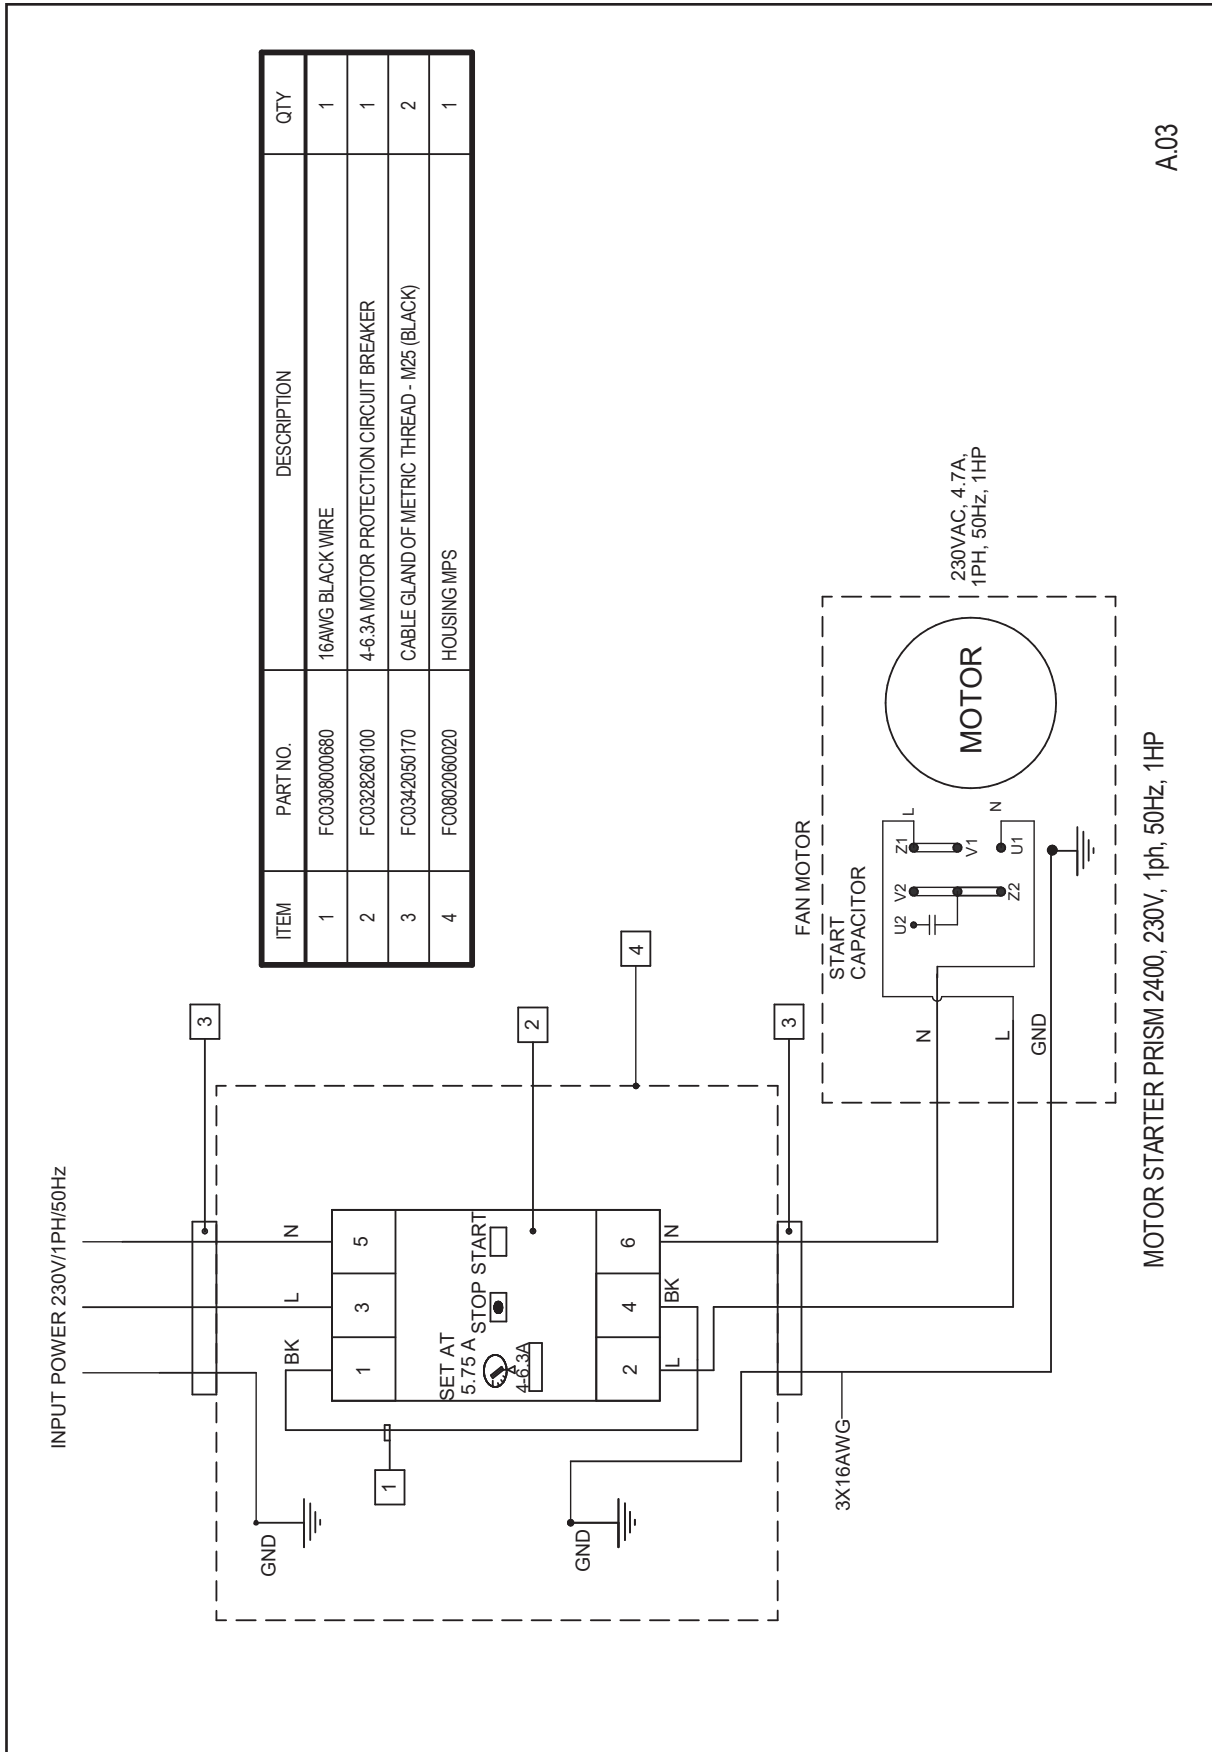 INPUT POWER 230V/1PH/50Hz
3
BK
L
N
GND
1
3
5
SET AT
5.75 A
STOP
START
4-6.3A
2
1
2
4
6
L
BK
N
GND
4
3
3X16AWG
ITEM
PART NO.
DESCRIPTION
QTY
1
FC0308000680
16AWG BLACK WIRE
1
2
FC0328260100
4-6.3A MOTOR PROTECTION CIRCUIT BREAKER
1
3
FC0342050170
CABLE GLAND OF METRIC THREAD - M25 (BLACK)
2
4
FC0802060020
HOUSING MPS
1
FAN MOTOR
START
CAPACITOR
U2
V2
Z2
Z1
V1
U1
L
N
N
L
GND
MOTOR
230VAC, 4.7A,
1PH, 50Hz, 1HP
MOTOR STARTER PRISM 2400, 230V, 1ph, 50Hz, 1HP
A.03